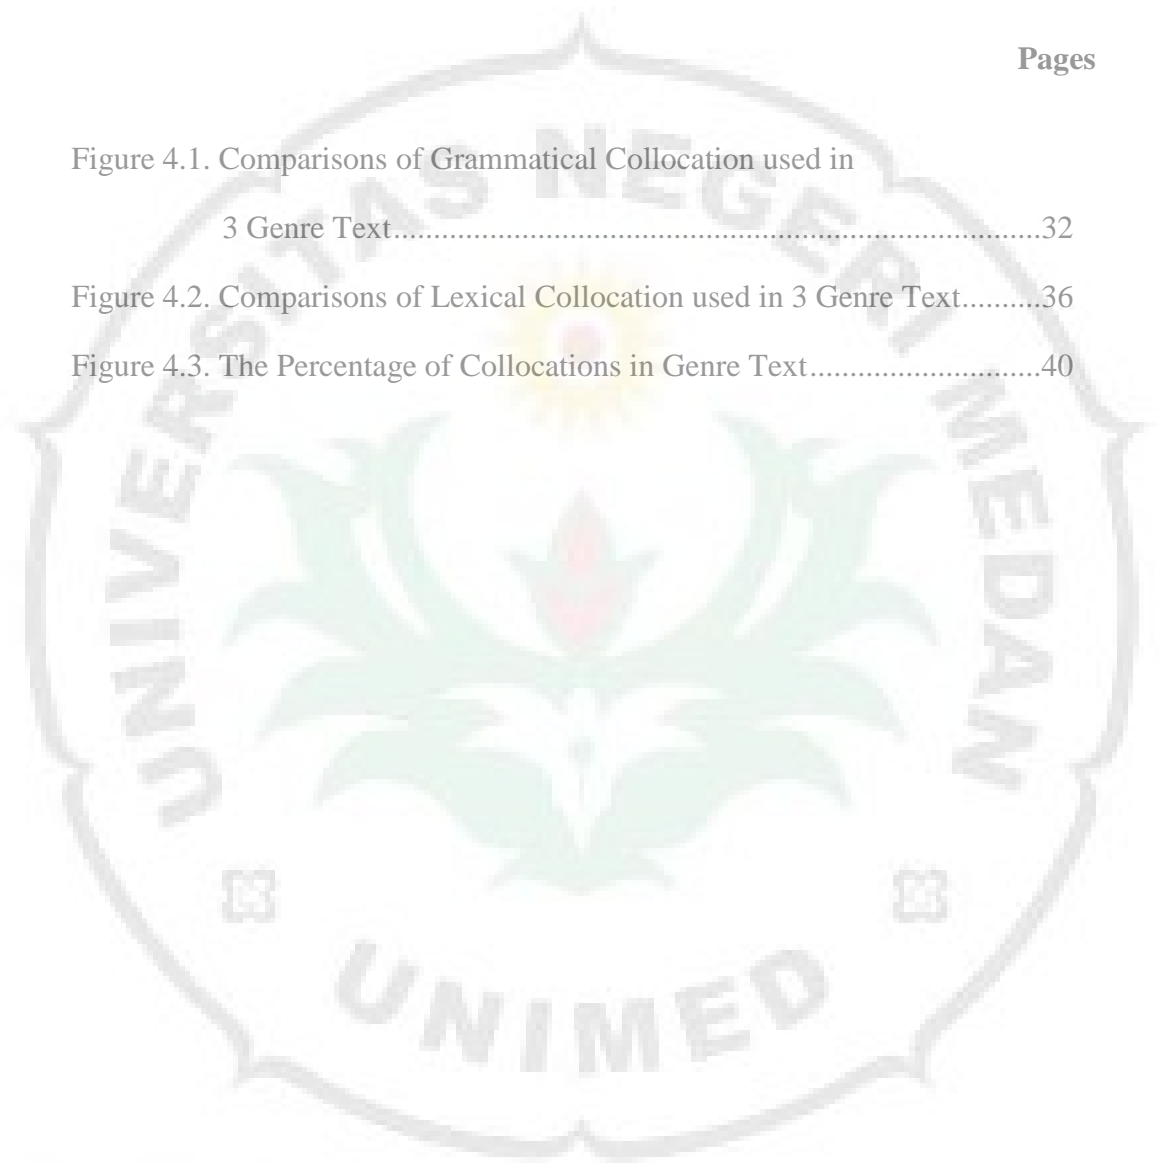 Pages
Figure 4.1. Comparisons of Grammatical Collocation used in
3 Genre Text................................................................................32
Figure 4.2. Comparisons of Lexical Collocation used in 3 Genre Text..........36
Figure 4.3. The Percentage of Collocations in Genre Text............................40
UNIVERSITAS NEGERI MEDAN
UNIMED